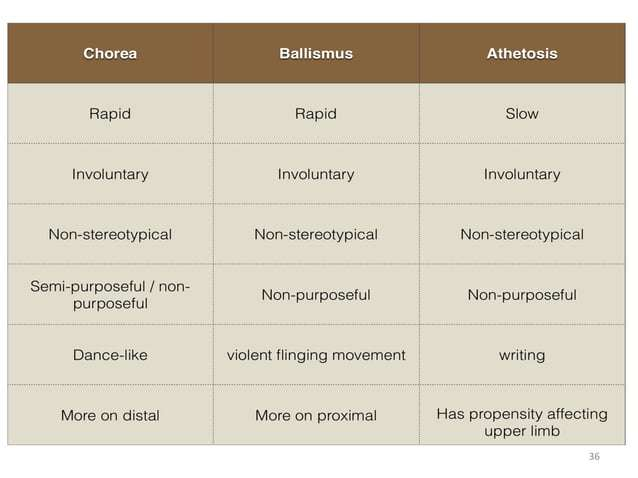 Chorea Ballismus Athetosis
Rapid Rapid Slow
Involuntary Involuntary Involuntary
Non-stereotypical Non-stereotypical Non-stereotypical
Semi-purposeful / non-
purposeful
Non-purposeful Non-purposeful
Dance-like violent flinging movement writing
More on distal More on proximal Has propensity affecting
upper limb
36